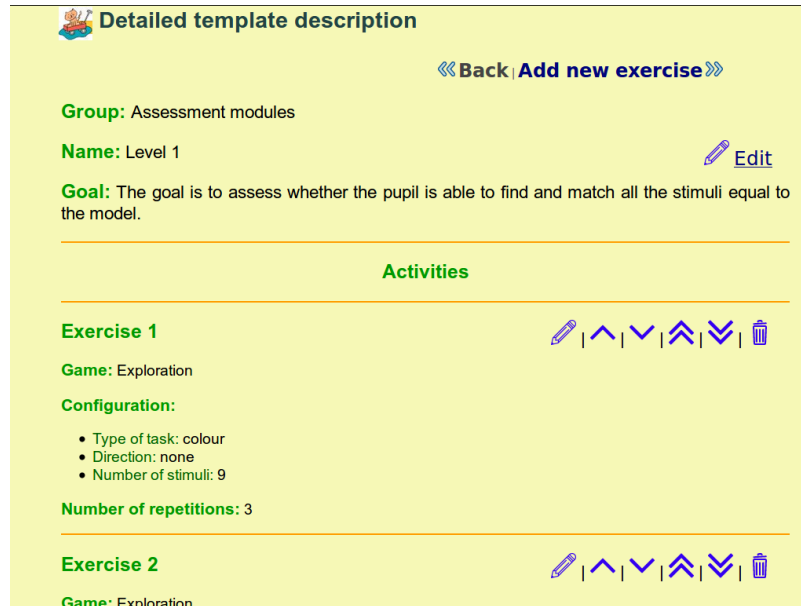 Detailed template description
Back | Add new exercise
Group: Assessment modules
Name: Level 1
Edit
Goal: The goal is to assess whether the pupil is able to find and match all the stimuli equal to
the model.
Activities
Exercise 1
Game: Exploration
Configuration:
• Type of task: colour
• Direction: none
• Number of stimuli: 9
Number of repetitions: 3
Exercise 2
Game: Exploration